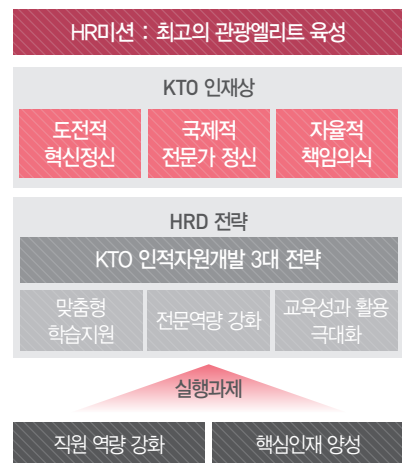 HR미션 : 최고의 관광엘리트 육성
KTO 인재상
도전적
혁신정신
국제적
전문가 정신
자율적
책임의식
HRD 전략
KTO 인적자원개발 3대 전략
맞춤형
학습지원
전문역량 강화
교육성과 활용
극대화
실행과제
직원 역량 강화
핵심인재 양성